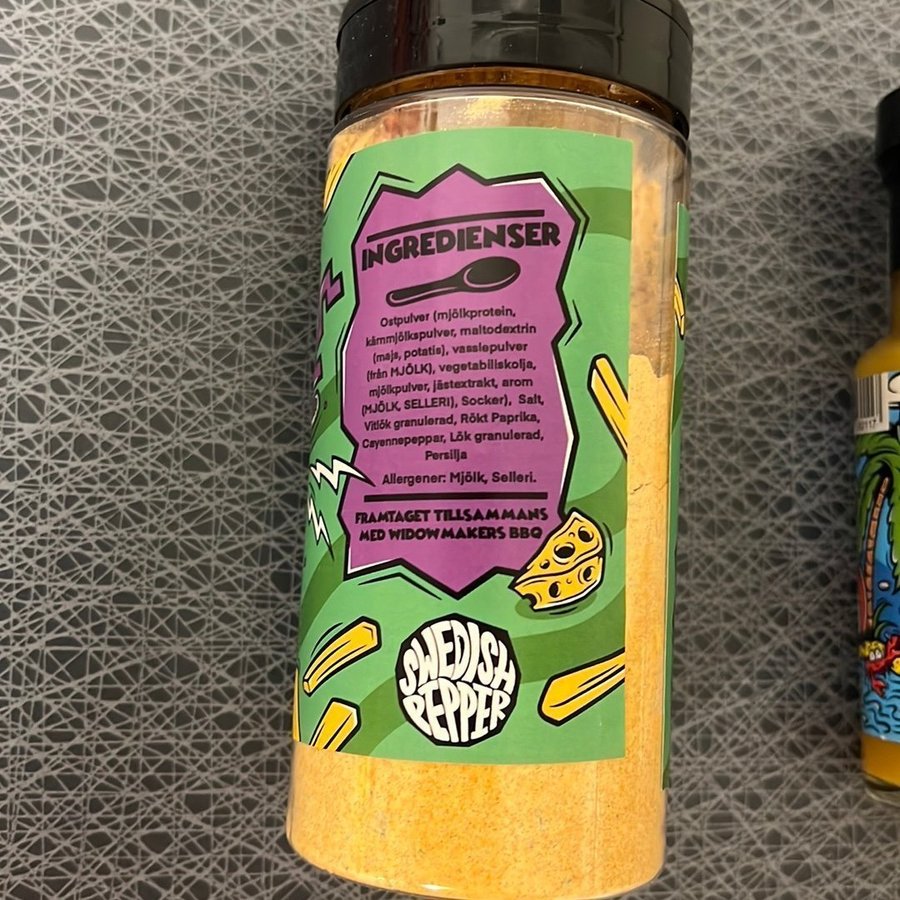 INGREDIENSER
Ostpulver (mjölkprotein,
kärnmjölkspulver, maltodextrin
(majs, potatis), vasslepulver
(från MJÖLK), vegetabiliskolja,
mjölkpulver, jästextrakt, arom
(MJÖLK, SELLERI), Socker), Salt,
Vitlök granulerad, Rökt Paprika,
Cayennepeppar, Lök granulerad,
Persilja
Allergener: Mjölk, Selleri.
FRAMTAGET TILLSAMMANS
MED WIDOWMAKERS BBQ
SWEDISH
PEPPER